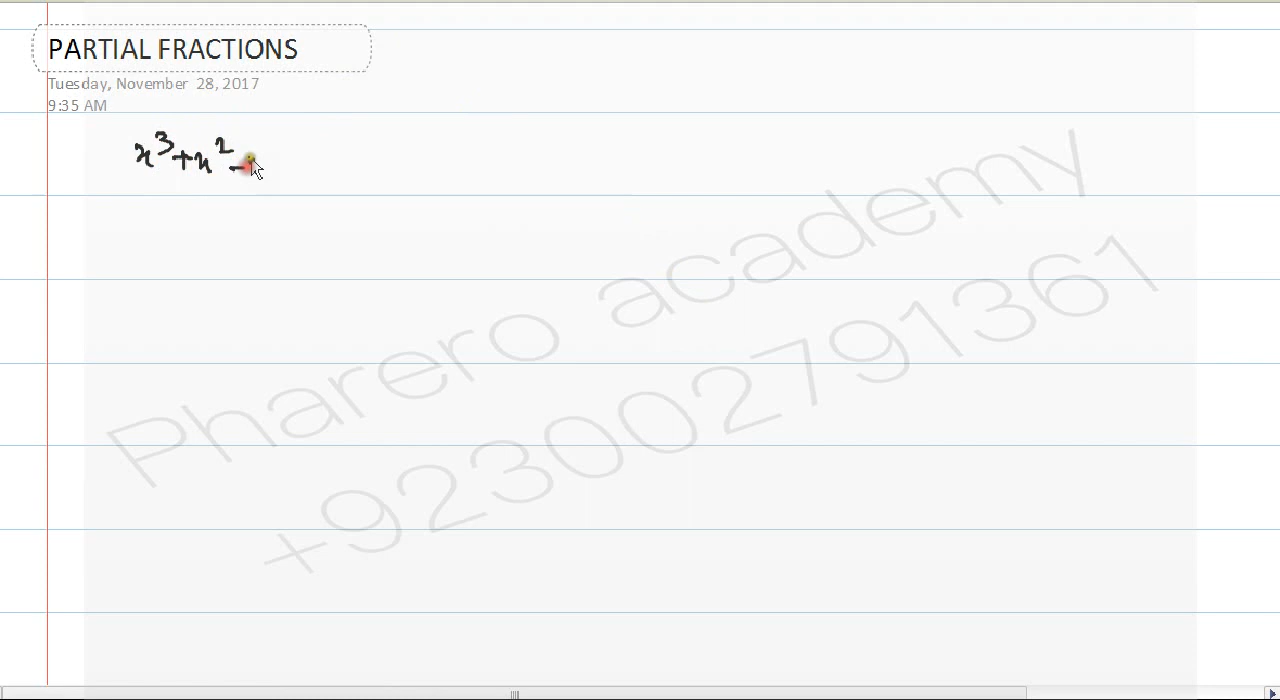 PARTIAL FRACTIONS
Tuesday, November 28, 2017
9:35 AM
x³+x²-
Pharero academy
+923002791361